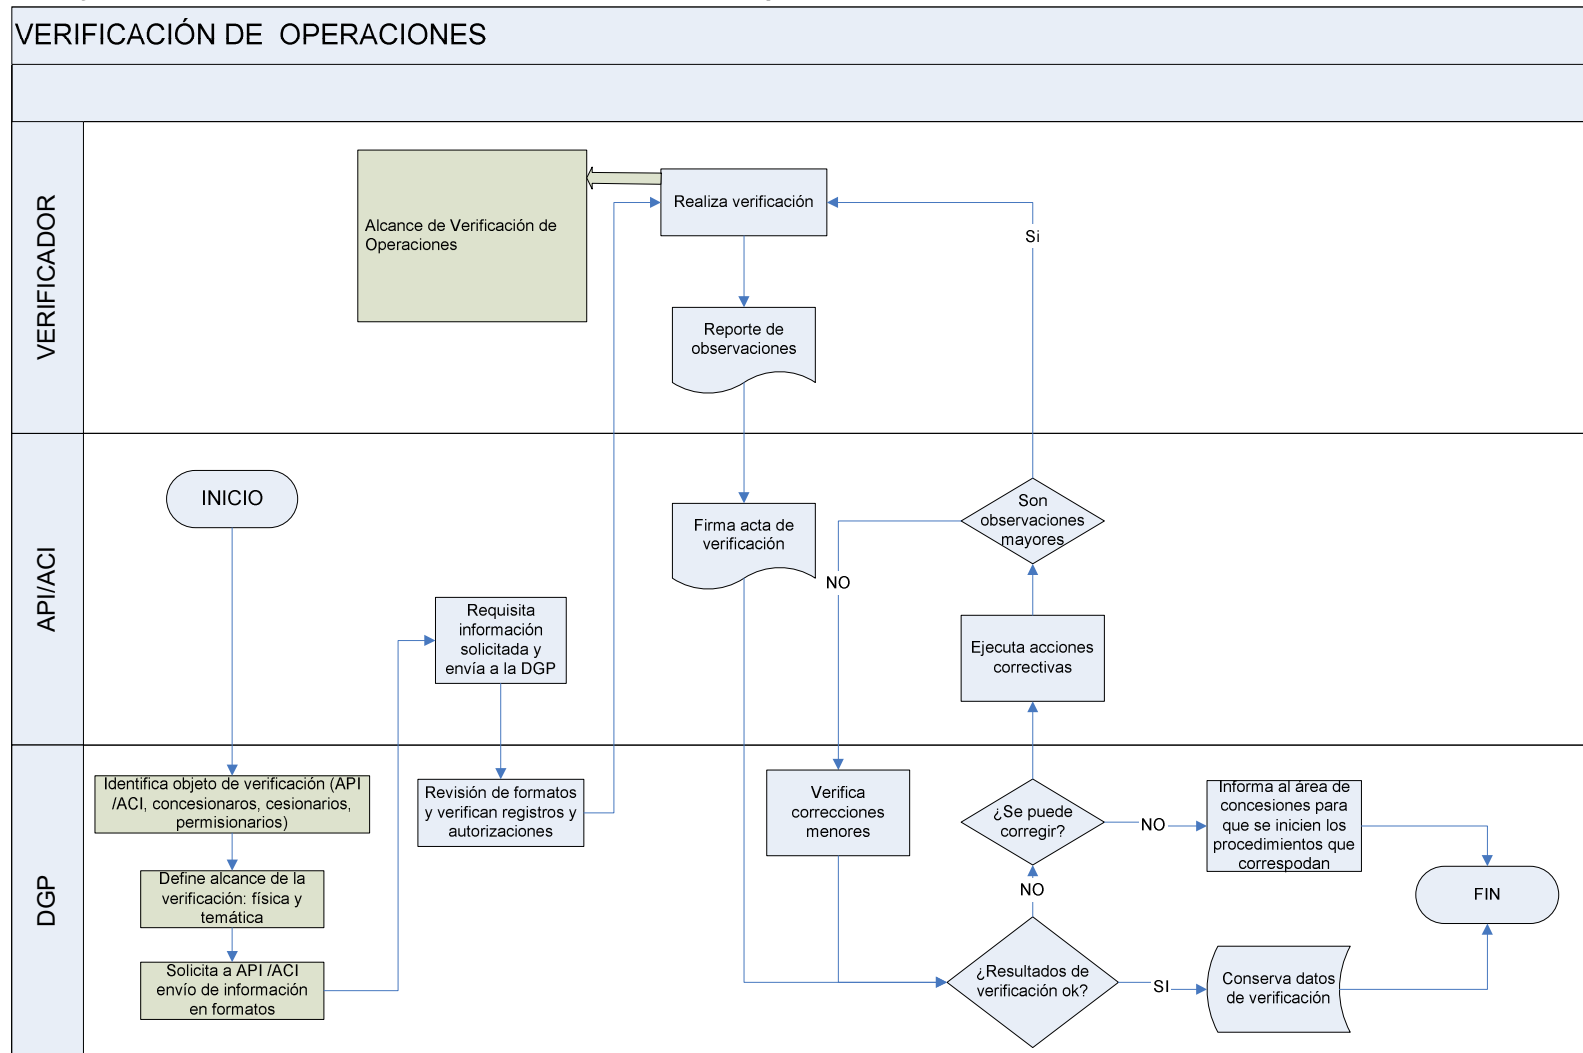 VERIFICACIÓN DE  OPERACIONES
VERIFICADOR
Alcance de Verificación de
Operaciones
Realiza verificación
Si
Reporte de
observaciones
API/ACI
INICIO
Firma acta de
verificación
Son
observaciones
mayores
NO
Requisita
información
solicitada y
envía a la DGP
Ejecuta acciones
correctivas
DGP
Identifica objeto de verificación (API
/ACI, concesionaros, cesionarios,
permisionarios)
Define alcance de la
verificación: física y
temática
Solicita a API /ACI
envío de información
en formatos
Revisión de formatos
y verifican registros y
autorizaciones
Verifica
correcciones
menores
¿Se puede
corregir?
NO
Informa al área de
concesiones para
que se inicien los
procedimientos que
correspodan
NO
FIN
¿Resultados de
verificación ok?
SI
Conserva datos
de verificación